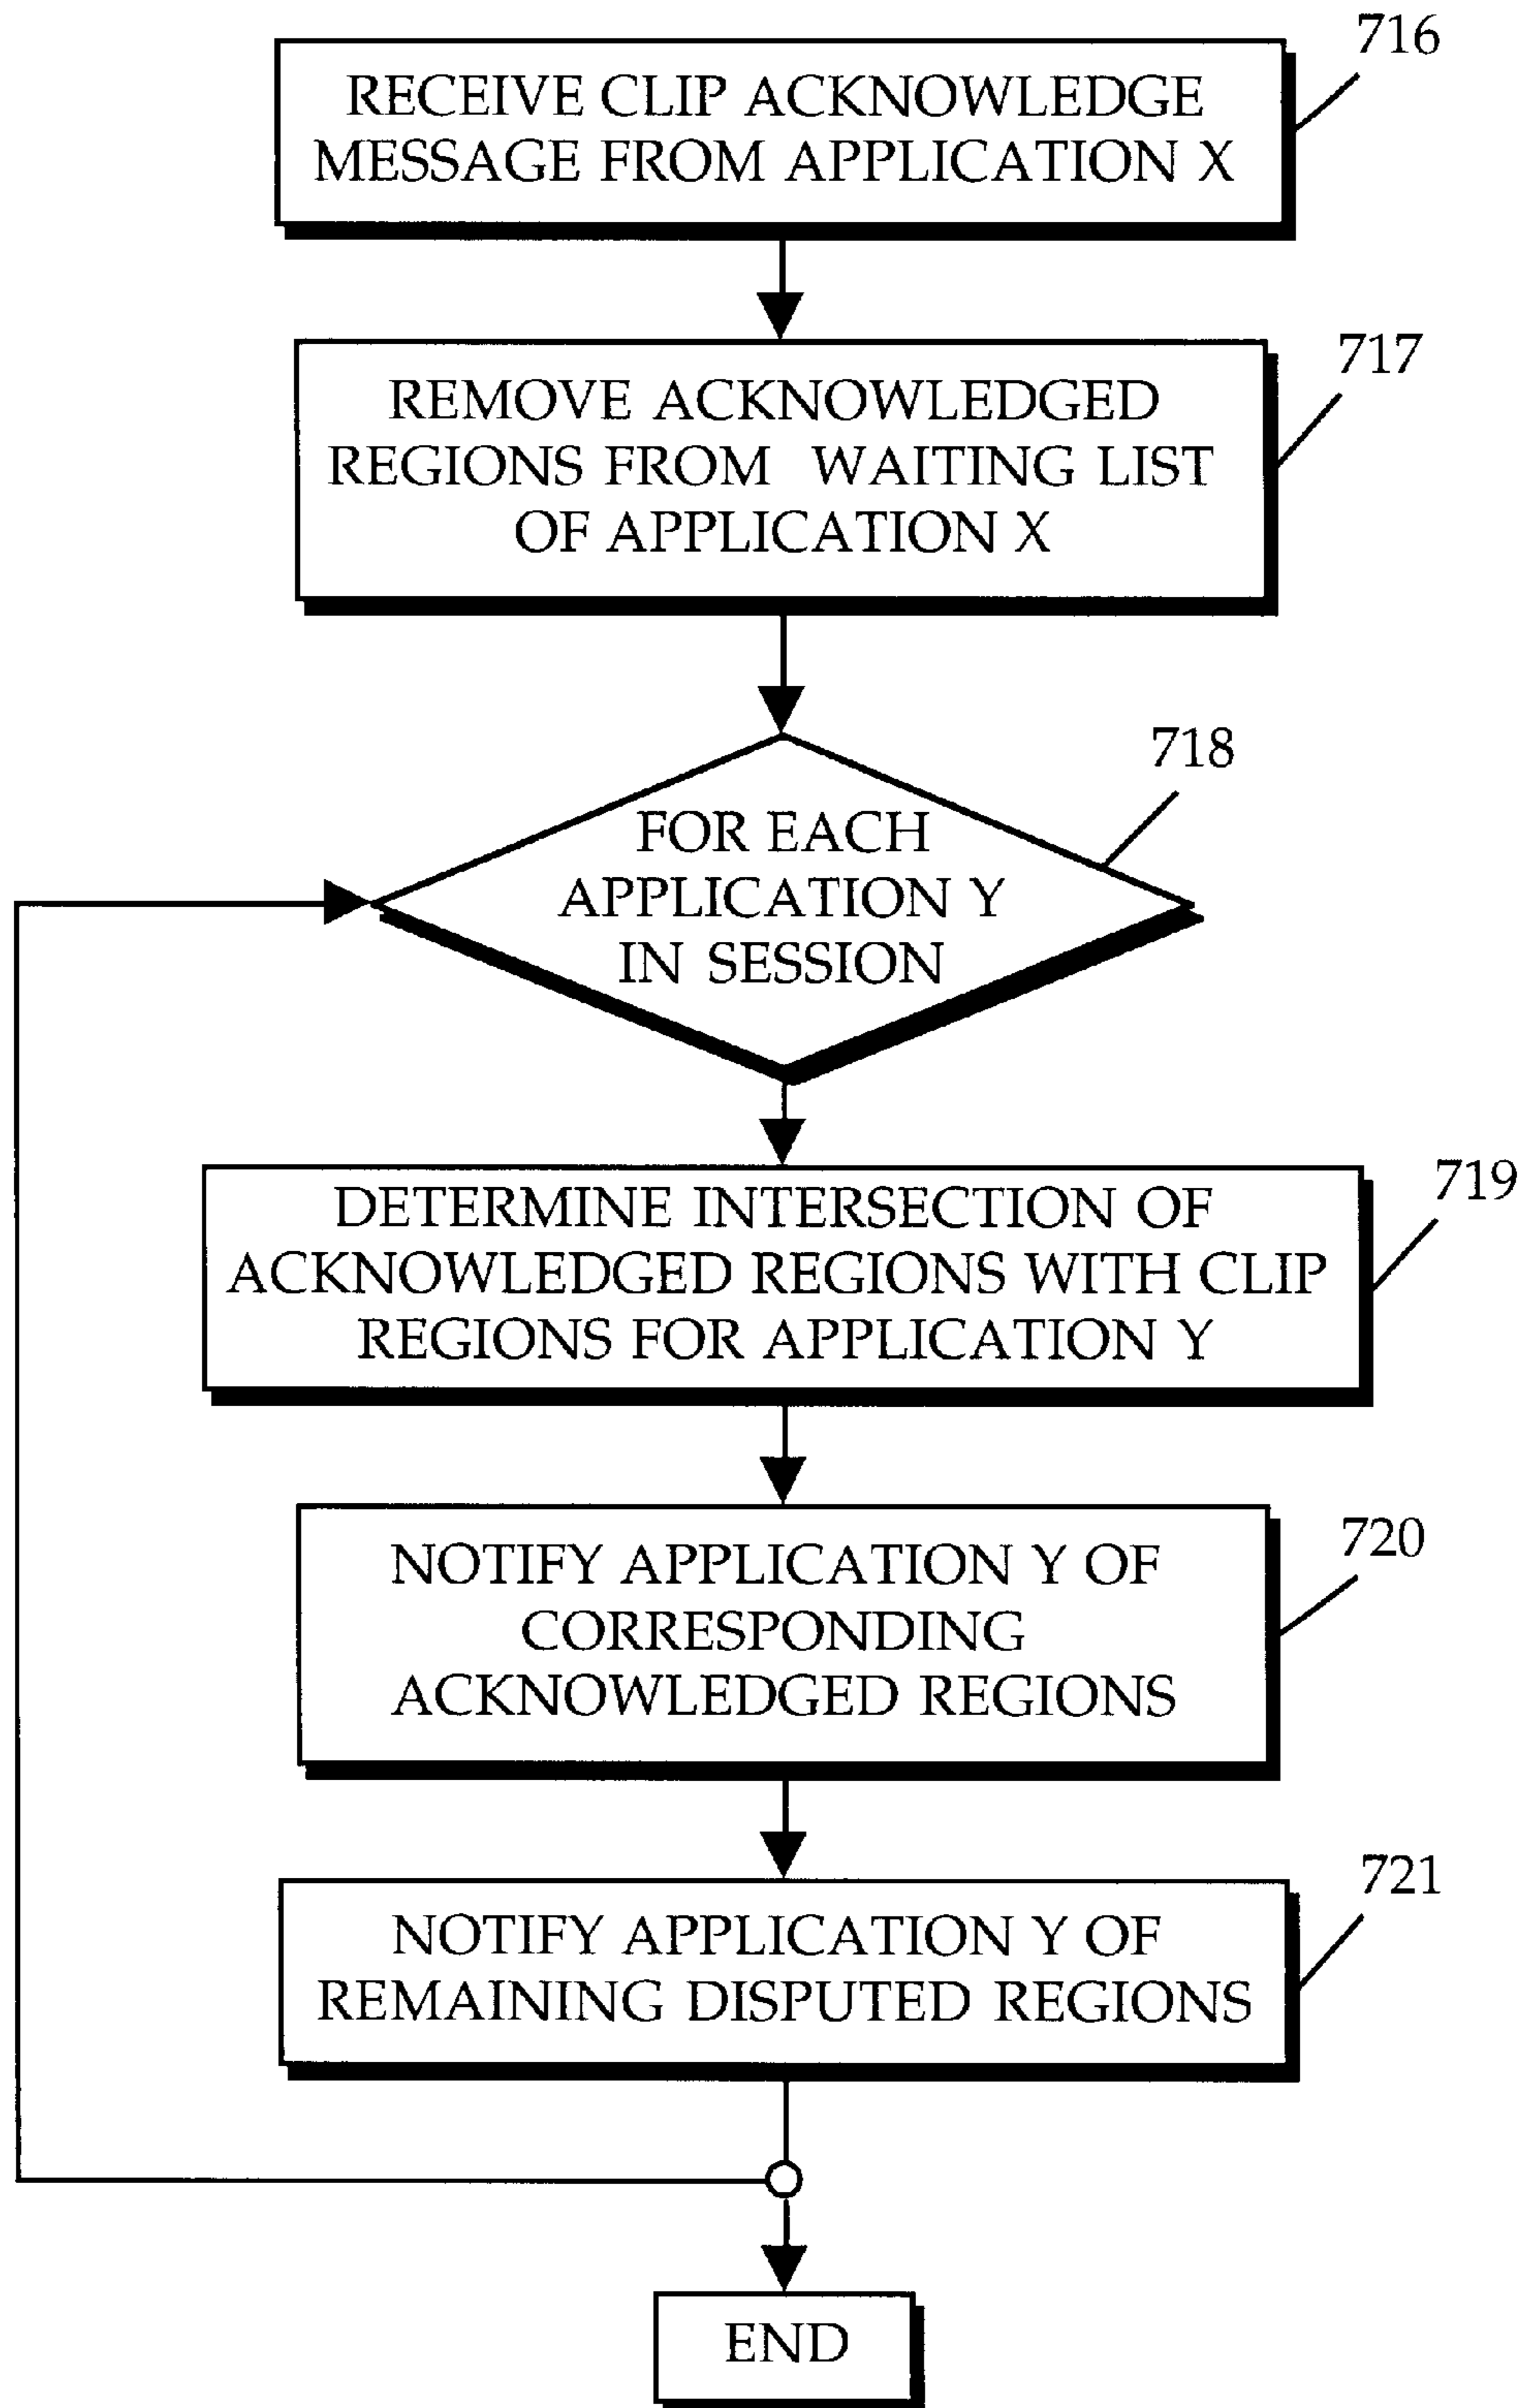 716
RECEIVE CLIP ACKNOWLEDGE
MESSAGE FROM APPLICATION X
717
REMOVE ACKNOWLEDGED
REGIONS FROM WAITING LIST
OF APPLICATION X
718
FOR EACH
APPLICATION Y
IN SESSION
719
DETERMINE INTERSECTION OF
ACKNOWLEDGED REGIONS WITH CLIP
REGIONS FOR APPLICATION Y
720
NOTIFY APPLICATION Y OF
CORRESPONDING
ACKNOWLEDGED REGIONS
721
NOTIFY APPLICATION Y OF
REMAINING DISPUTED REGIONS
END